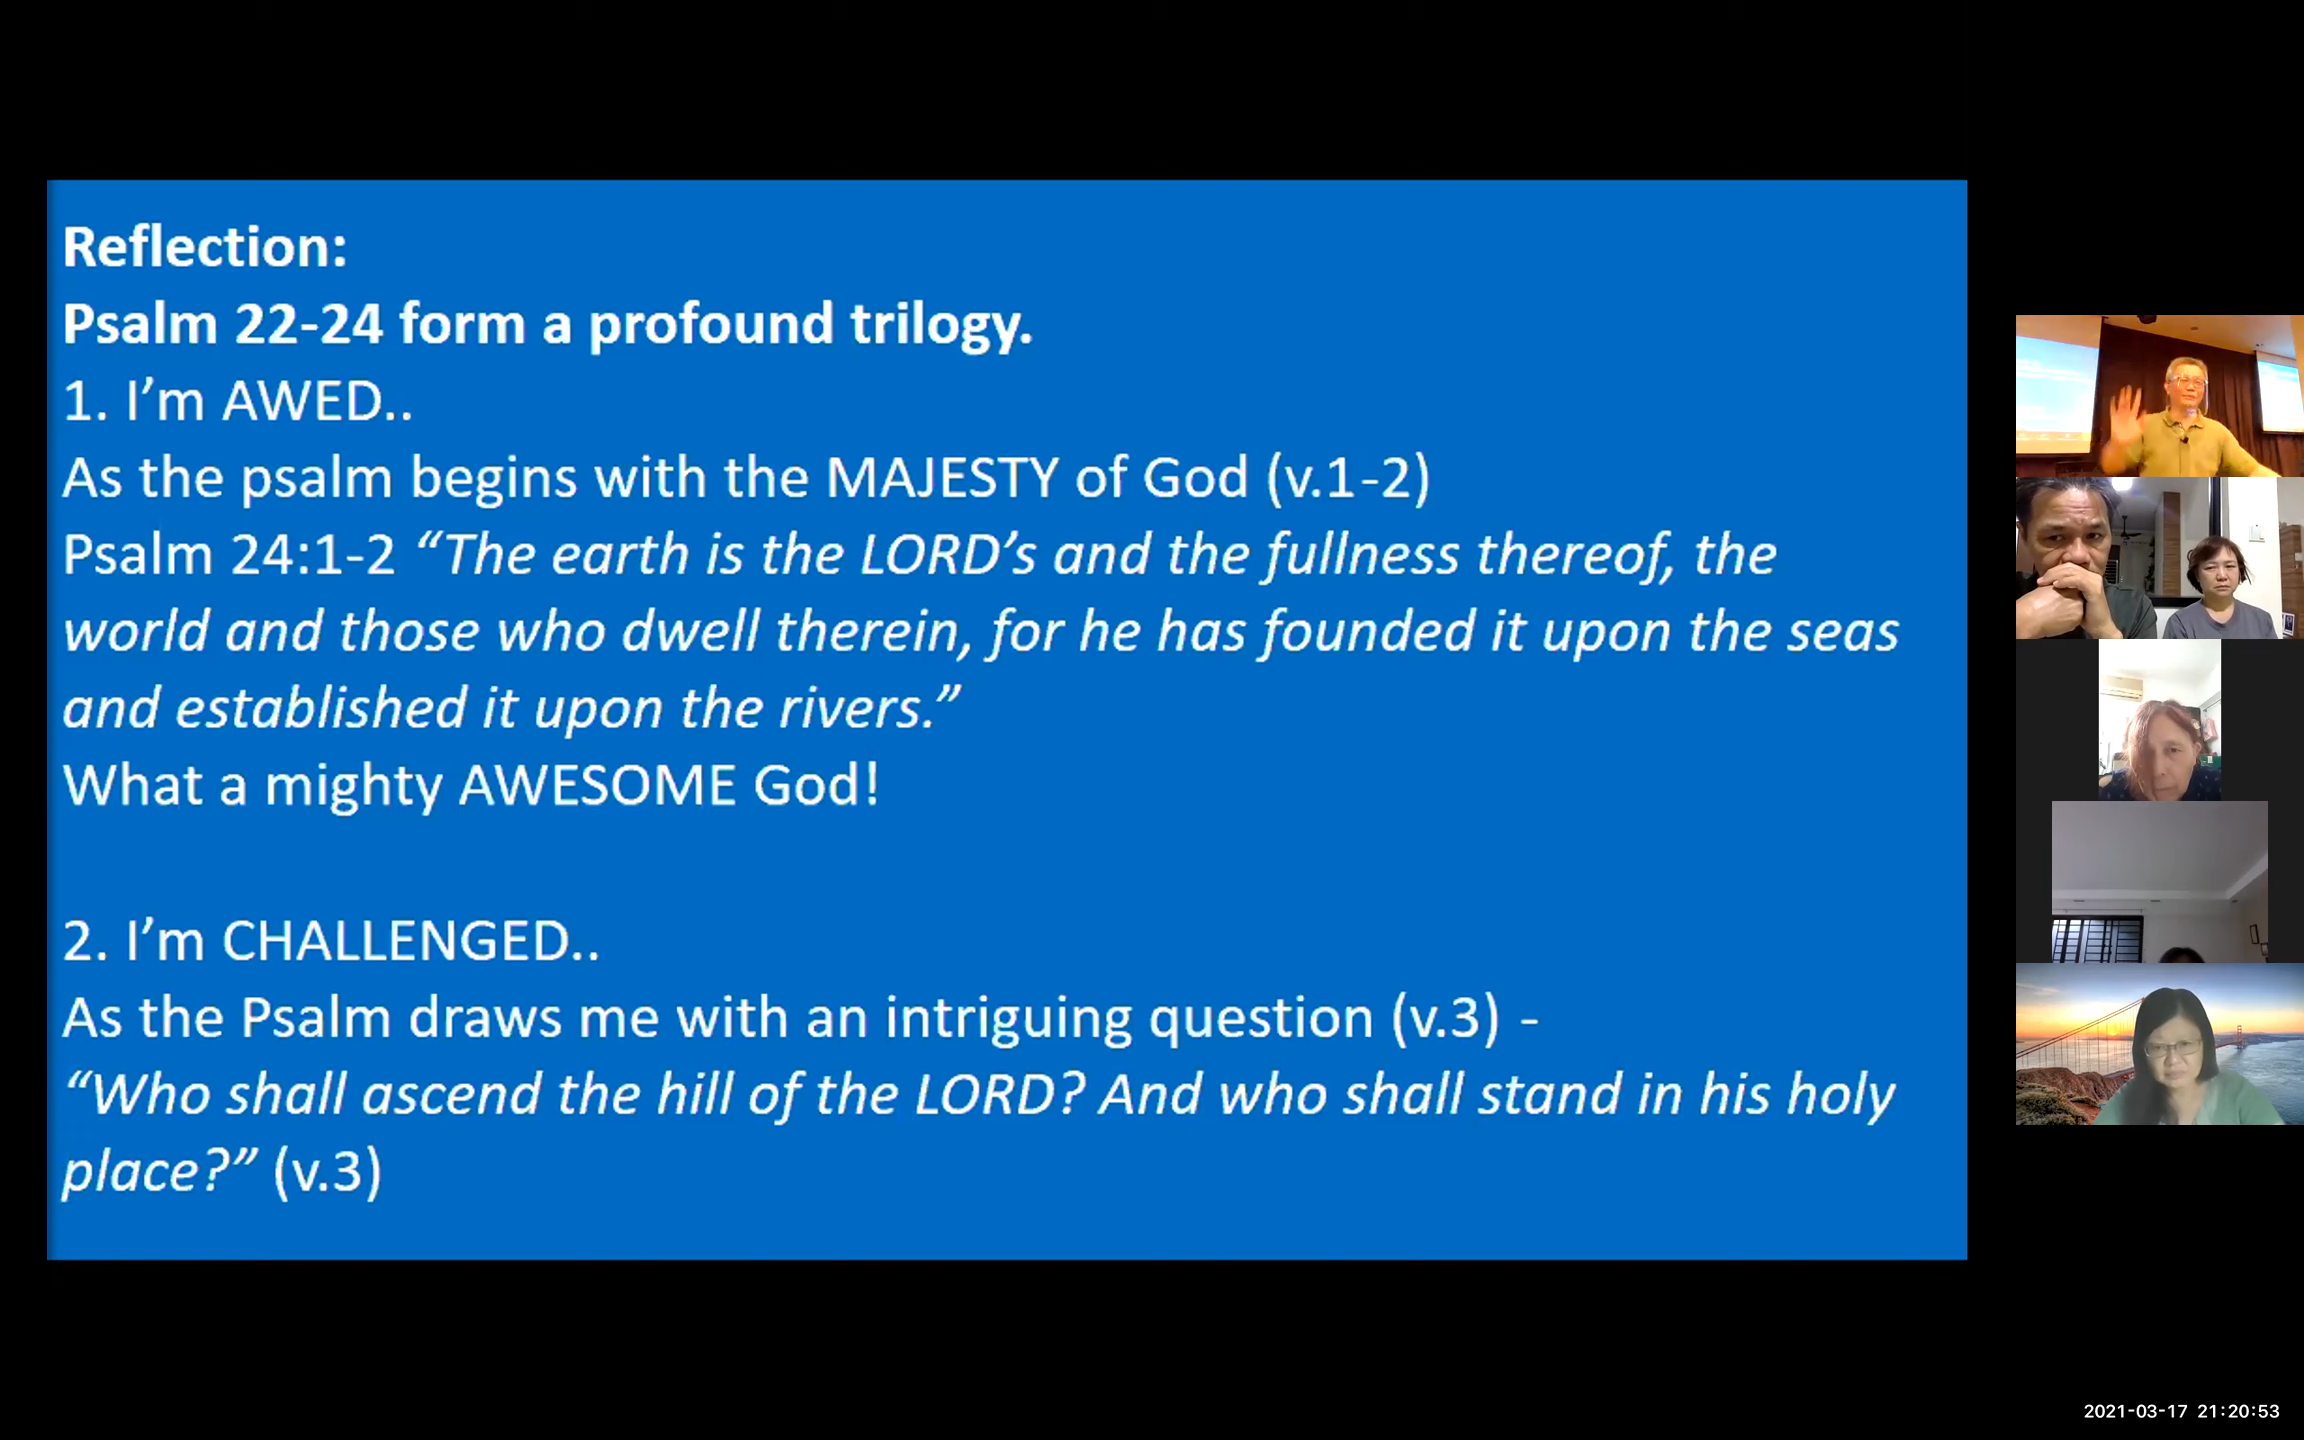 Reflection:
Psalm 22-24 form a profound trilogy.
1. I’m AWED..
As the psalm begins with the MAJESTY of God (v.1-2)
Psalm 24:1-2 “The earth is the LORD’s and the fullness thereof, the
world and those who dwell therein, for he has founded it upon the seas
and established it upon the rivers.”
What a mighty AWESOME God!
2. I’m CHALLENGED..
As the Psalm draws me with an intriguing question (v.3) -
“Who shall ascend the hill of the LORD? And who shall stand in his holy
place?” (v.3)
2021-03-17 21:20:53